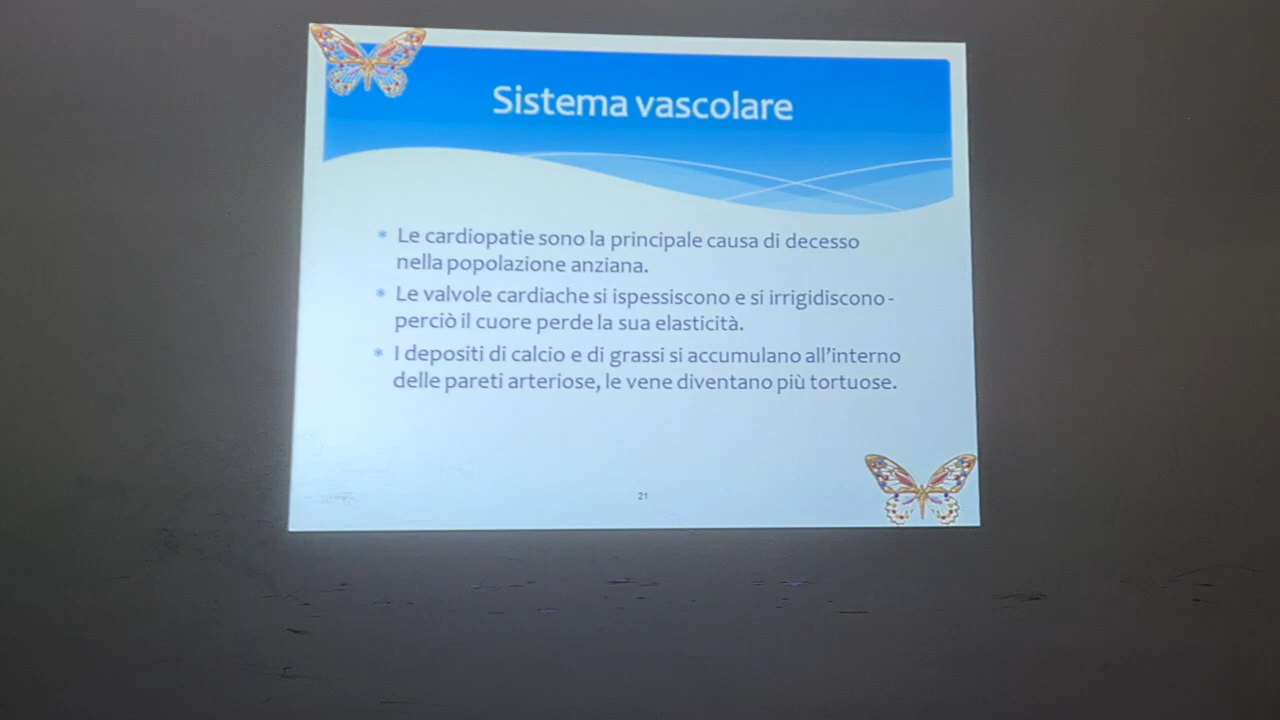 Sistema vascolare
* Le cardiopatie sono la principale causa di decesso
nella popolazione anziana.
* Le valvole cardiache si ispessiscono e si irrigidiscono -
perciò il cuore perde la sua elasticità.
* I depositi di calcio e di grassi si accumulano all'interno
delle pareti arteriose, le vene diventano più tortuose.
21